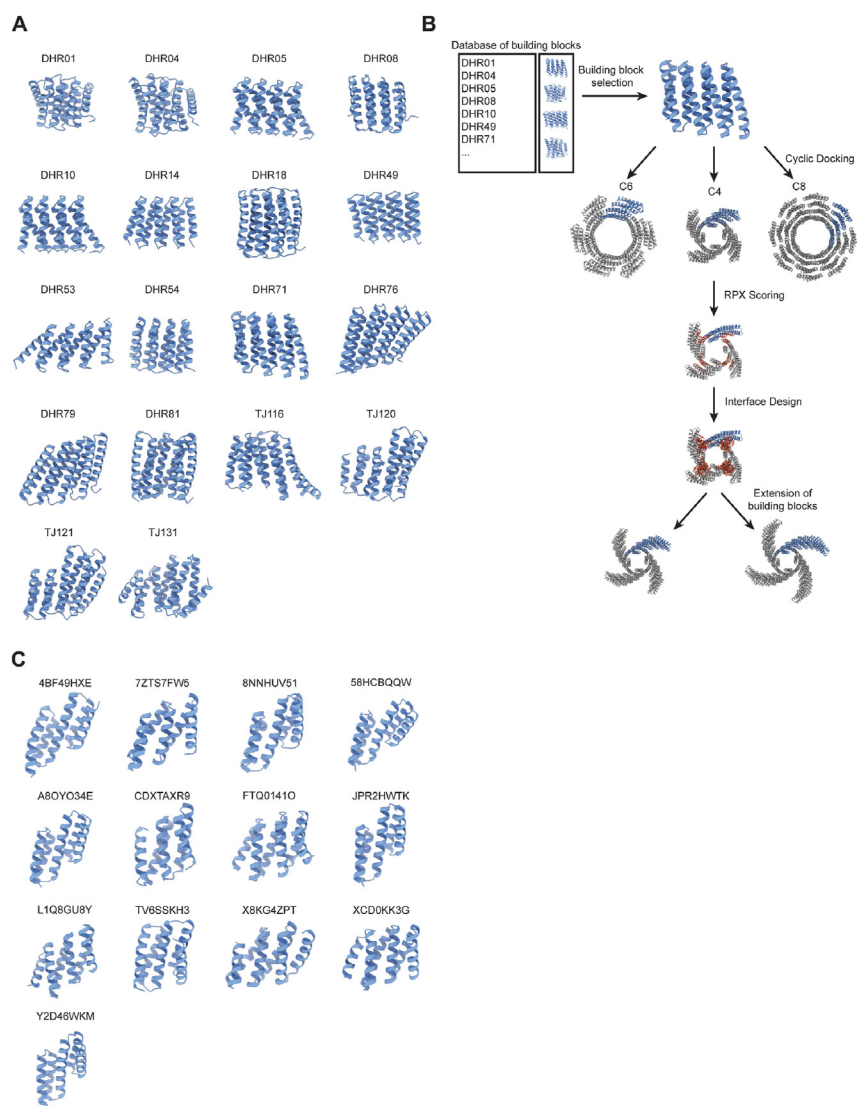 A
DHR01 DHR04 DHR05 DHR08
DHR10 DHR14 DHR18 DHR49
DHR53 DHR54 DHR71 DHR76
DHR79 DHR81 TJ116 TJ120
TJ121 TJ131
B
Database of building blocks
DHR01
DHR04
DHR05
DHR08
DHR10
DHR49
DHR71
...
Building block
selection
Cyclic Docking
C6 C4 C8
RPX Scoring
Interface Design
Extension of
building blocks
C
4BF49HXE 7ZTS7FW5 8NNHUV51 58HCBQQW
A8OYO34E CDXTAXR9 FTQ0141O JPR2HWTK
L1Q8GU8Y TV6SSKH3 X8KG4ZPT XCD0KK3G
Y2D46WKM